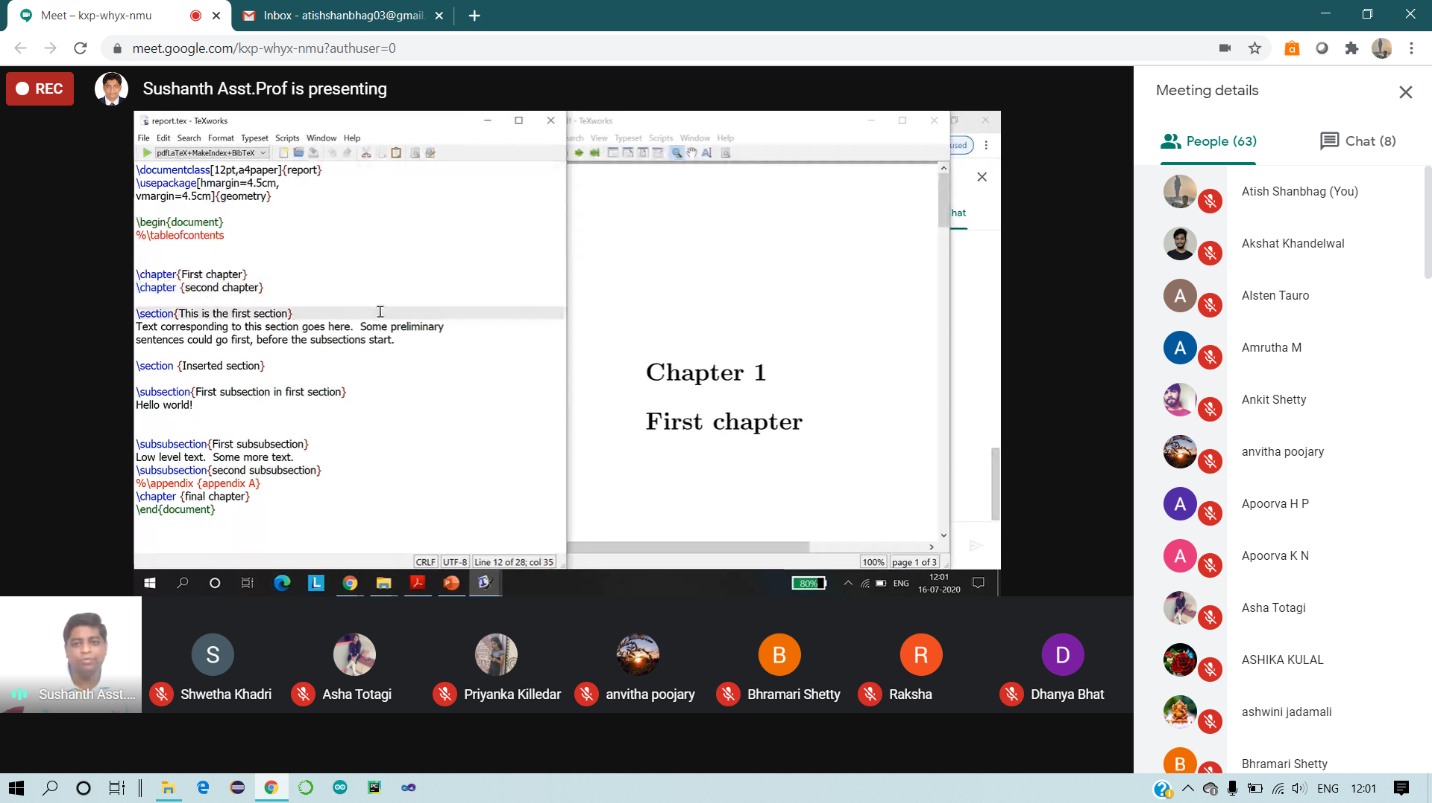 Meet – kxp-whyx-nmu
Inbox - atishshanbhag03@gmail.
meet.google.com/kxp-whyx-nmu?authuser=0
REC
Sushanth Asst.Prof is presenting
report.tex - TeXworks
File Edit Search Format Typeset Scripts Window Help
pdfLaTeX+MakeIndex+BibTeX
\documentclass[12pt,a4paper]{report}
\usepackage[hmargin=4.5cm,
vmargin=4.5cm]{geometry}
\begin{document}
%\tableofcontents
\chapter{First chapter}
\chapter {second chapter}
\section{This is the first section}
Text corresponding to this section goes here. Some preliminary
sentences could go first, before the subsections start.
\section {Inserted section}
\subsection{First subsection in first section}
Hello world!
\subsubsection{First subsubsection}
Low level text. Some more text.
\subsubsection{second subsubsection}
%\appendix {appendix A}
\chapter {final chapter}
\end{document}
CRLF UTF-8 Line 12 of 28; col 35
lf - TeXworks
earch View Typeset Scripts Window Help
Chapter 1
First chapter
100% page 1 of 3
used
hat
80%
ENG
12:01
16-07-2020
Sushanth Asst....
S
Shwetha Khadri
Asha Totagi
Priyanka Killedar
anvitha poojary
B
Bhramari Shetty
R
Raksha
D
Dhanya Bhat
Meeting details
People (63)
Chat (8)
Atish Shanbhag (You)
Akshat Khandelwal
A
Alsten Tauro
A
Amrutha M
Ankit Shetty
anvitha poojary
A
Apoorva H P
A
Apoorva K N
Asha Totagi
ASHIKA KULAL
ashwini jadamali
B
Bhramari Shetty
ENG 12:01